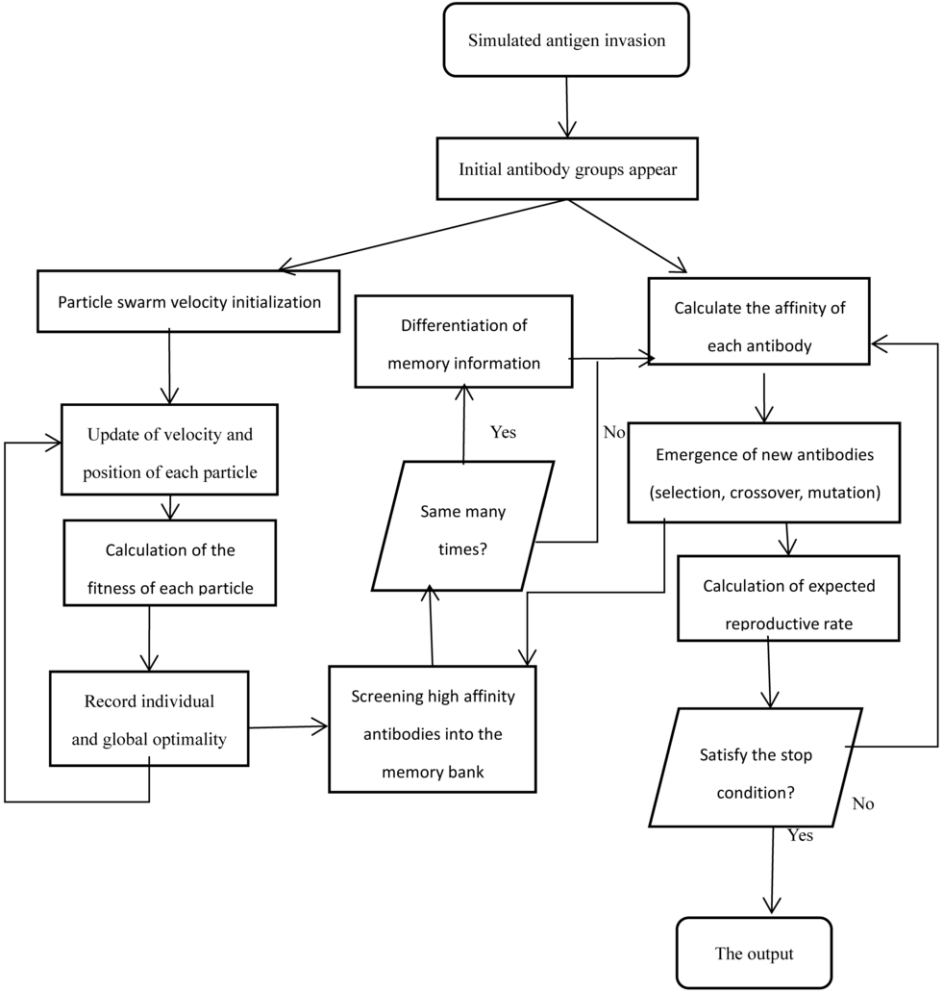 Simulated antigen invasion
Initial antibody groups appear
Particle swarm velocity initialization
Update of velocity and
position of each particle
Calculation of the
fitness of each particle
Record individual
and global optimality
Differentiation of
memory information
Yes
No
Same many
times?
Screening high affinity
antibodies into the
memory bank
Calculate the affinity of
each antibody
Emergence of new antibodies
(selection, crossover, mutation)
Calculation of expected
reproductive rate
Satisfy the stop
condition?
No
Yes
The output